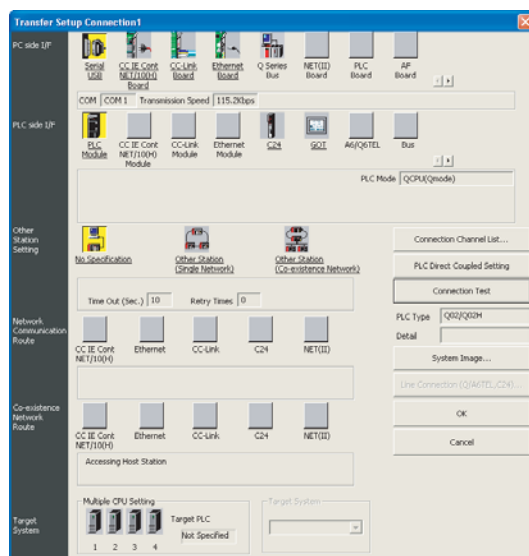 Transfer Setup Connection1
PC side I/F
Serial USB
CC IE Cont NET/10(H) Board
CC-Link Board
Ethernet Board
Q Series Bus
NET(II) Board
PLC Board
AF Board
COM COM 1 Transmission Speed 115.2Kbps
PLC side I/F
PLC Module
CC IE Cont NET/10(H) Module
CC-Link Module
Ethernet Module
C24
GOT
A6/Q6TEL
Bus
PLC Mode QCPU(Qmode)
Other Station Setting
No Specification
Other Station (Single Network)
Other Station (Co-existence Network)
Time Out (Sec.) 10 Retry Times 0
Connection Channel List...
PLC Direct Coupled Setting
Connection Test
PLC Type Q02/Q02H
Detail
System Image...
Line Connection (Q/A6TEL,C24)...
OK
Cancel
Network Communication Route
CC IE Cont NET/10(H)
Ethernet
CC-Link
C24
NET(II)
Co-existence Network Route
CC IE Cont NET/10(H)
Ethernet
CC-Link
C24
NET(II)
Accessing Host Station
Target System
Multiple CPU Setting
1 2 3 4
Target PLC
Not Specified
Target System